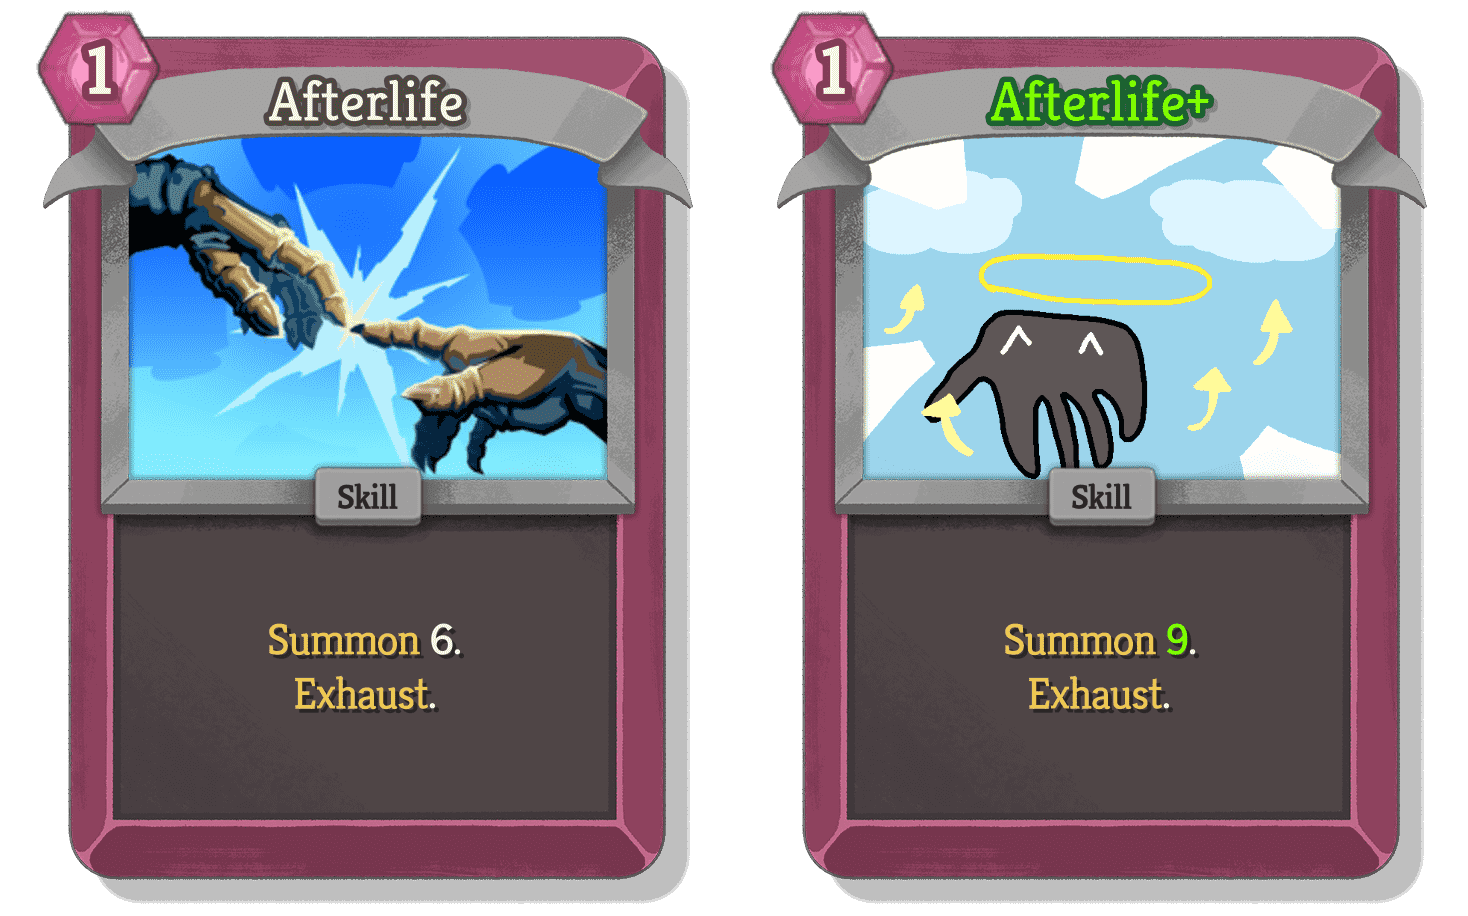 1
Afterlife
Skill
Summon 6.
Exhaust.
1
Afterlife+
Skill
Summon 9.
Exhaust.